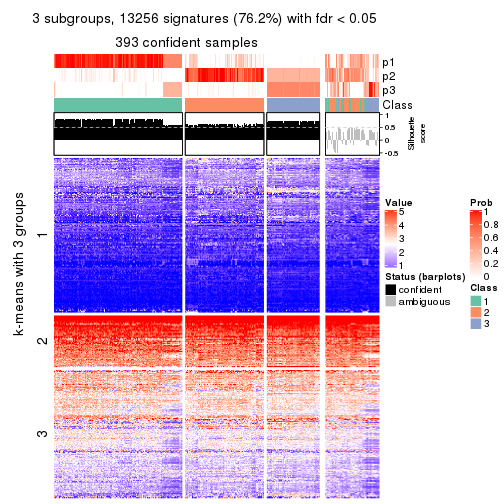 3 subgroups, 13256 signatures (76.2%) with fdr < 0.05
393 confident samples
p1
p2
p3
Class
1
0.5
0
-0.5
Silhouette
score
k-means with 3 groups
1
2
3
Value
5
4
3
2
1
Status (barplots)
confident
ambiguous
Prob
1
0.8
0.6
0.4
0.2
0
Class
1
2
3